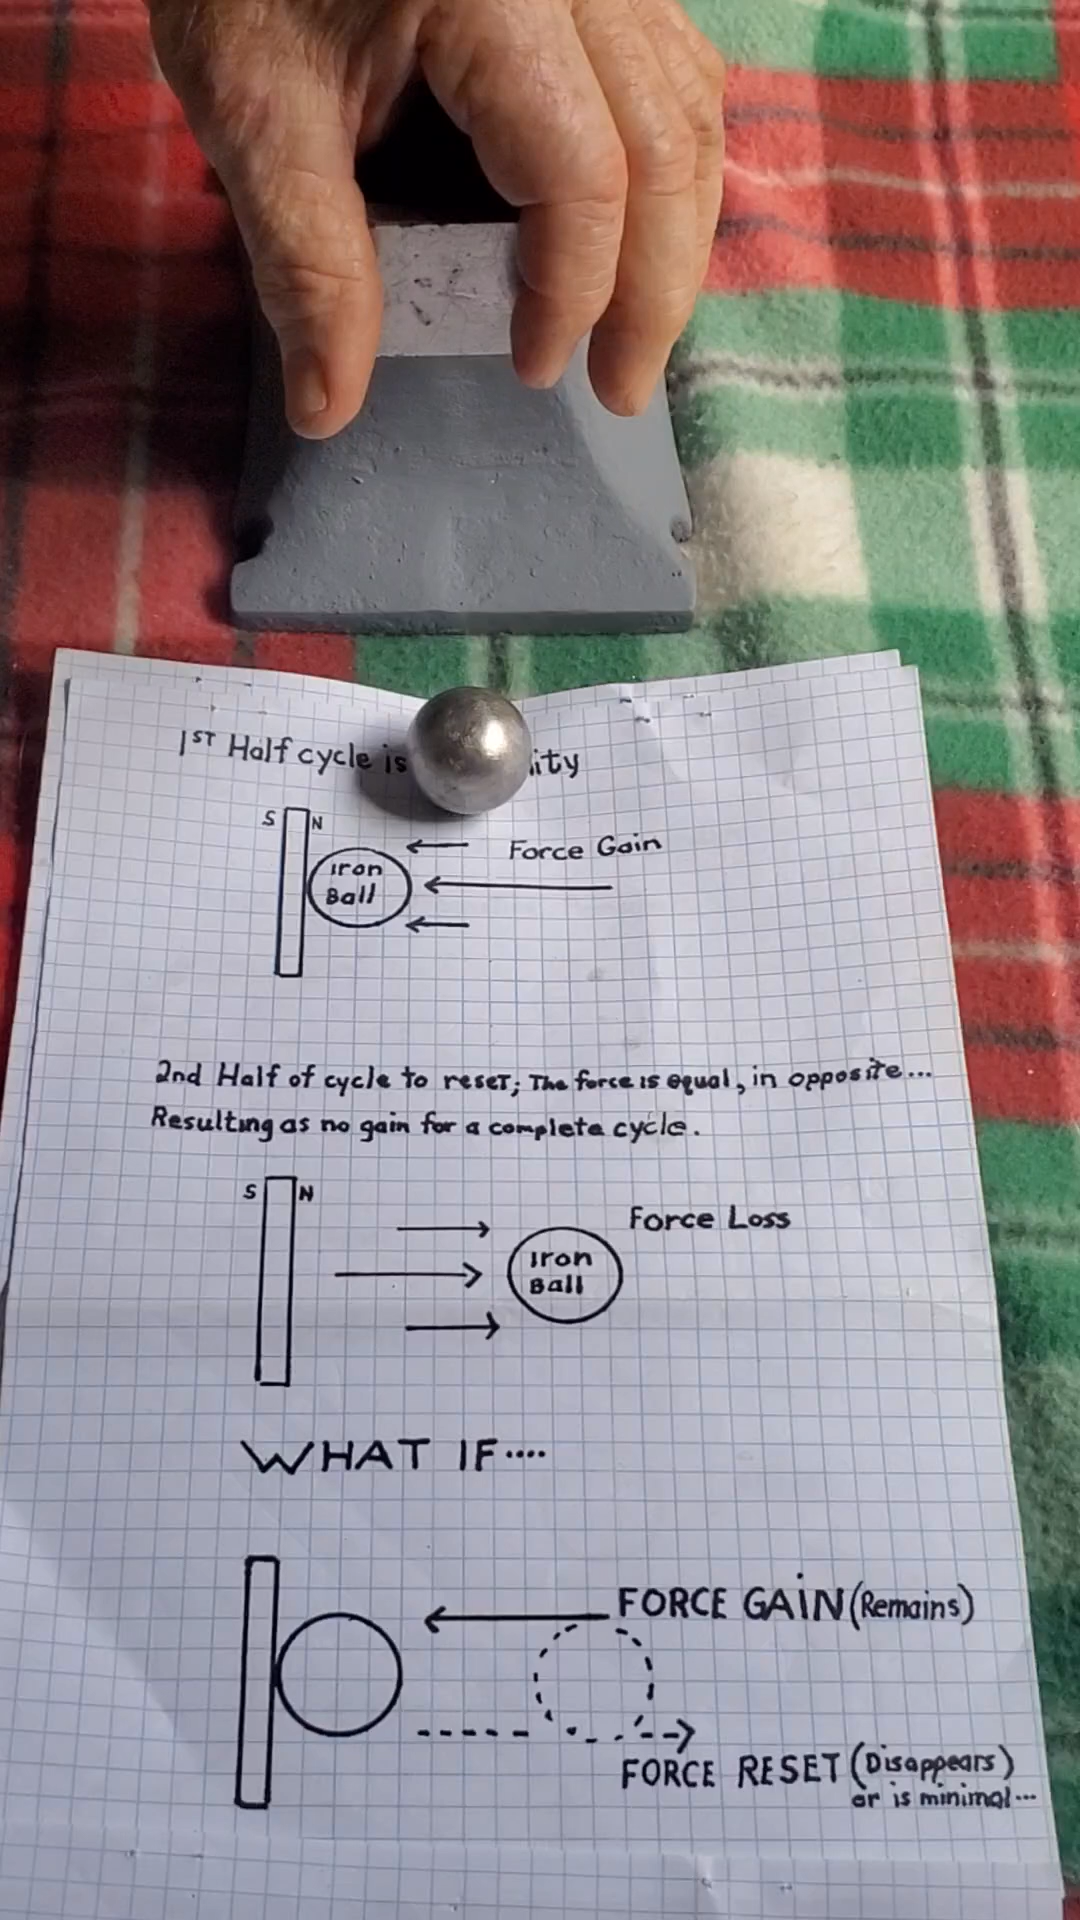 1ST Half cycle is ity
S N
Iron
Ball
Force Gain
2nd Half of cycle to reset; The force is equal, in opposite...
Resulting as no gain for a complete cycle.
S N
Force Loss
Iron
Ball
WHAT IF....
FORCE GAIN (Remains)
FORCE RESET (Disappears)
or is minimal...